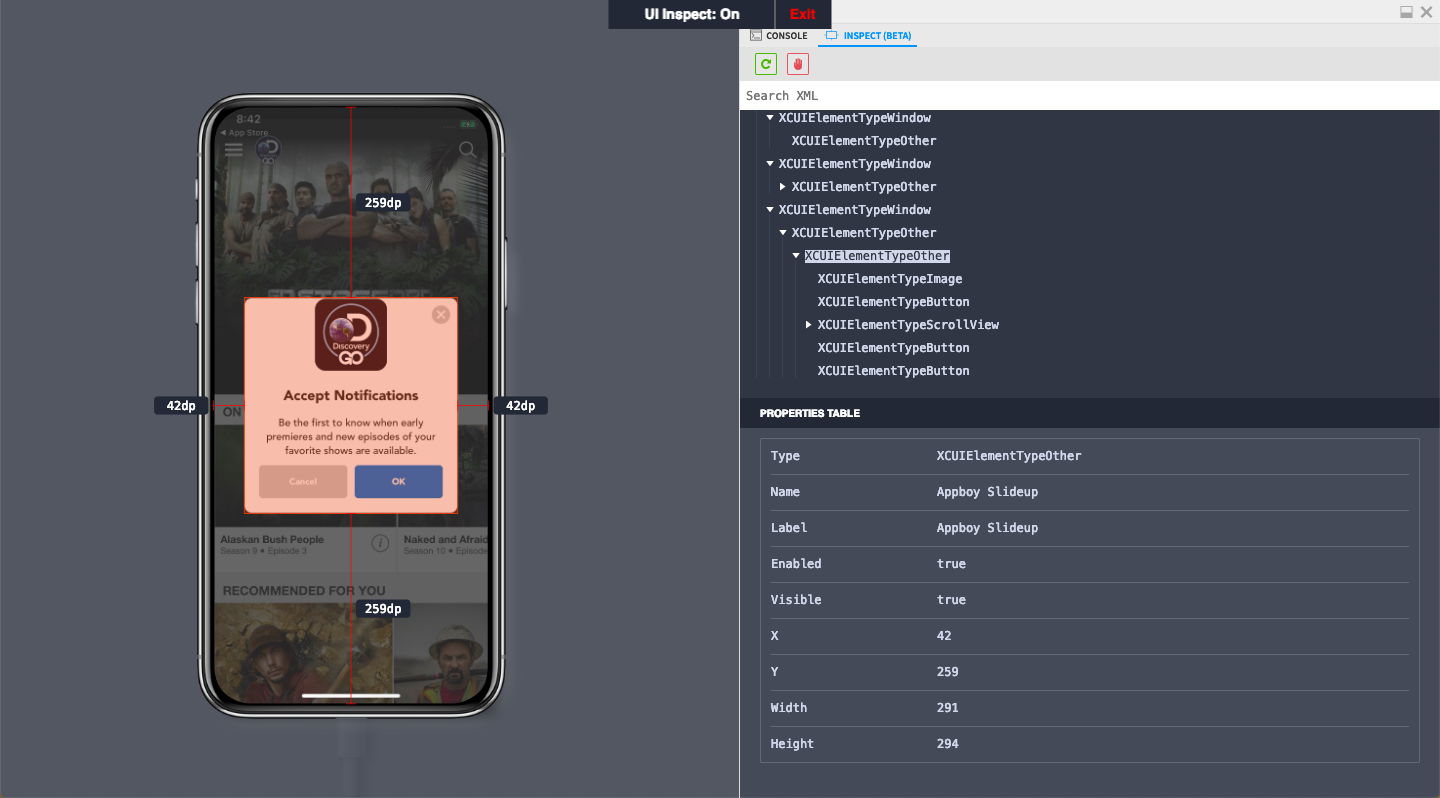 UI Inspect: On
Exit
CONSOLE
INSPECT (BETA)
Search XML
XCUIElementTypeWindow
XCUIElementTypeOther
XCUIElementTypeWindow
XCUIElementTypeOther
XCUIElementTypeWindow
XCUIElementTypeOther
XCUIElementTypeOther
XCUIElementTypeImage
XCUIElementTypeButton
XCUIElementTypeScrollView
XCUIElementTypeButton
XCUIElementTypeButton
PROPERTIES TABLE
Type XCUIElementTypeOther
Name Appboy Slideup
Label Appboy Slideup
Enabled true
Visible true
X 42
Y 259
Width 291
Height 294
8:42
App Store
GO
259dp
Discovery
GO
Accept Notifications
42dp
42dp
ON
Be the first to know when early
premieres and new episodes of your
favorite shows are available.
Cancel
OK
Alaskan Bush People
Season 9 • Episode 3
Naked and Afraid
Season 10 • Episode
RECOMMENDED FOR YOU
259dp